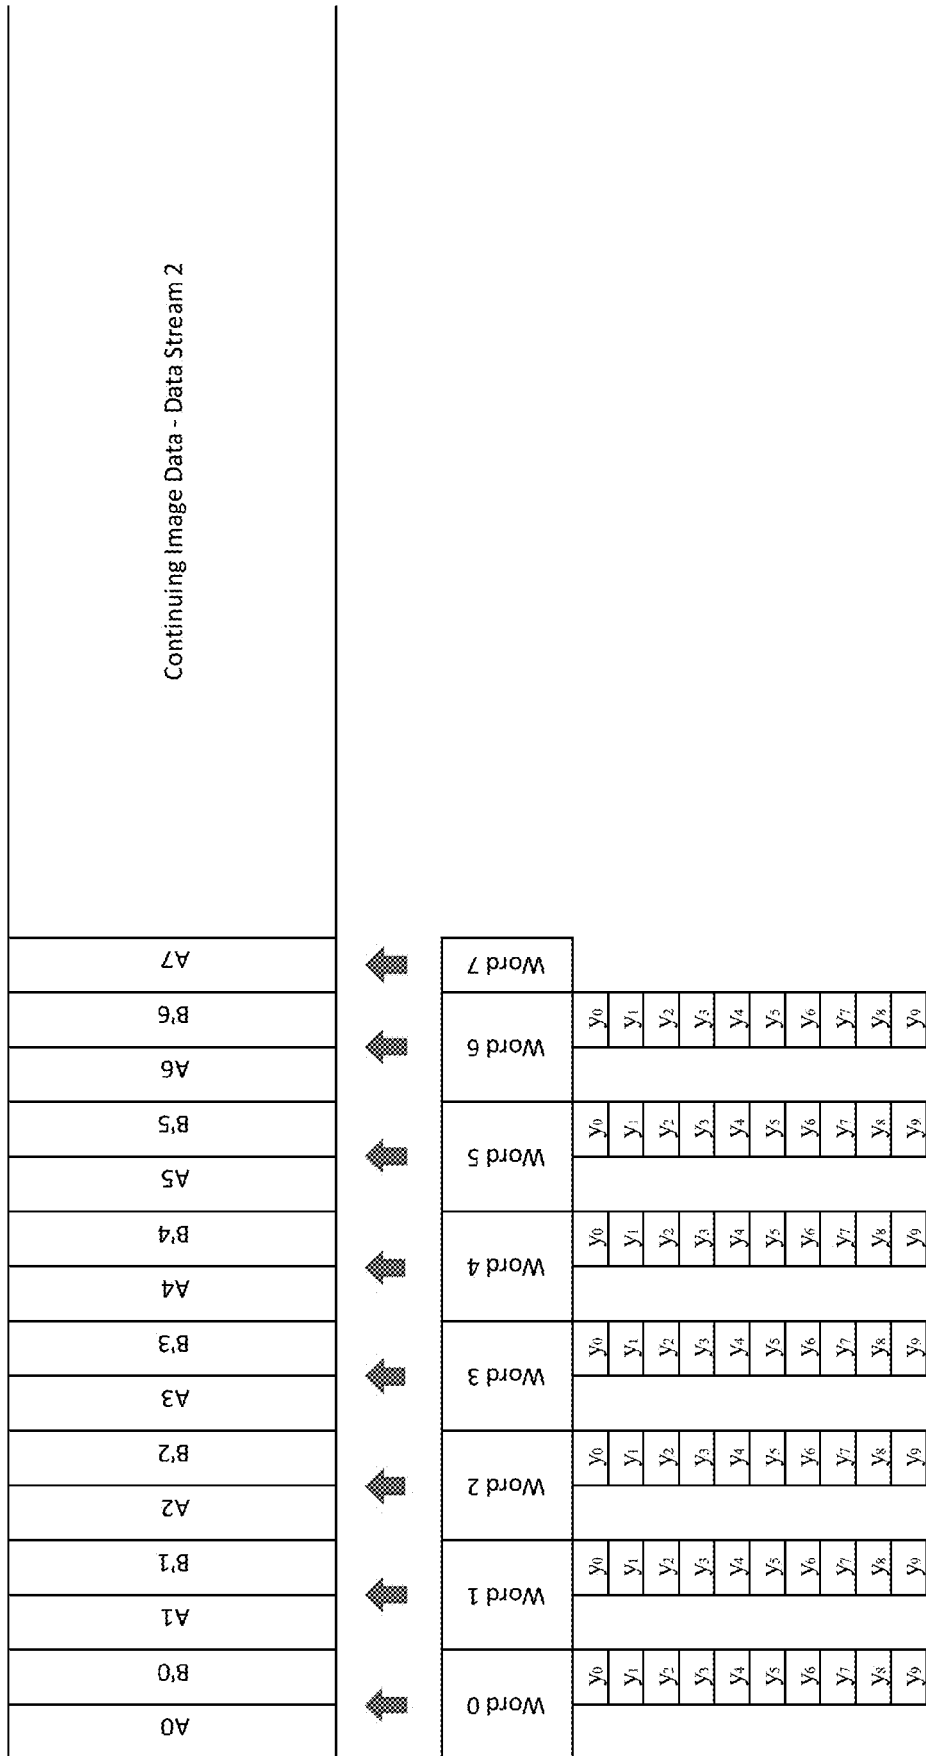 A0 B'0 A1 B'1 A2 B'2 A3 B'3 A4 B'4 A5 B'5 A6 B'6 A7 Continuing Image Data - Data Stream 2
Word 0 Word 1 Word 2 Word 3 Word 4 Word 5 Word 6 Word 7
y0 y0 y0 y0 y0 y0 y0
y1 y1 y1 y1 y1 y1 y1
y2 y2 y2 y2 y2 y2 y2
y3 y3 y3 y3 y3 y3 y3
y4 y4 y4 y4 y4 y4 y4
y5 y5 y5 y5 y5 y5 y5
y6 y6 y6 y6 y6 y6 y6
y7 y7 y7 y7 y7 y7 y7
y8 y8 y8 y8 y8 y8 y8
y9 y9 y9 y9 y9 y9 y9